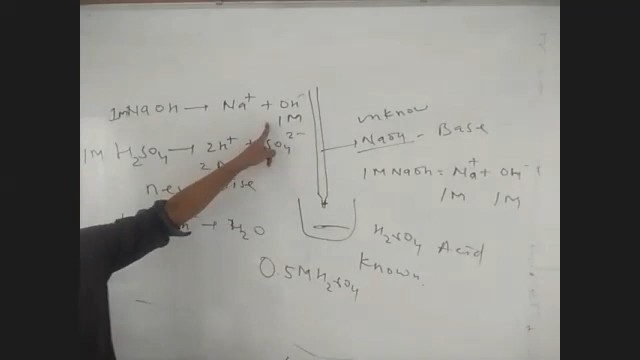 1M NaOH → Na⁺ + OH⁻
1M
1M H₂SO₄ → 2H⁺ + SO₄²⁻
2
→ H₂O
unknow
→ NaOH - Base
1M NaOH = Na⁺ + OH⁻
1M 1M
H₂SO₄ Acid
Known
0.5M H₂SO₄